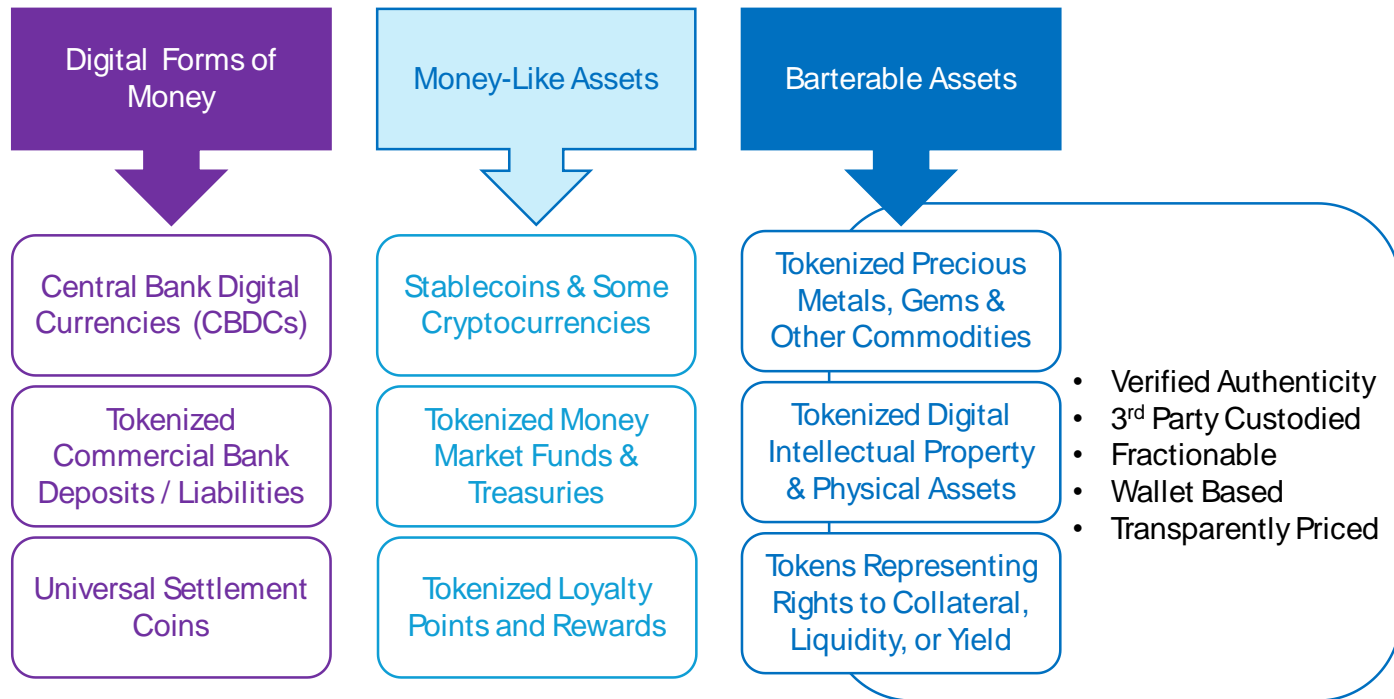 Digital Forms of
Money
Money-Like Assets
Barterable Assets
Central Bank Digital
Currencies (CBDCs)
Tokenized
Commercial Bank
Deposits / Liabilities
Universal Settlement
Coins
Stablecoins & Some
Cryptocurrencies
Tokenized Money
Market Funds &
Treasuries
Tokenized Loyalty
Points and Rewards
Tokenized Precious
Metals, Gems &
Other Commodities
Tokenized Digital
Intellectual Property
& Physical Assets
Tokens Representing
Rights to Collateral,
Liquidity, or Yield
• Verified Authenticity
• 3rd Party Custodied
• Fractionable
• Wallet Based
• Transparently Priced